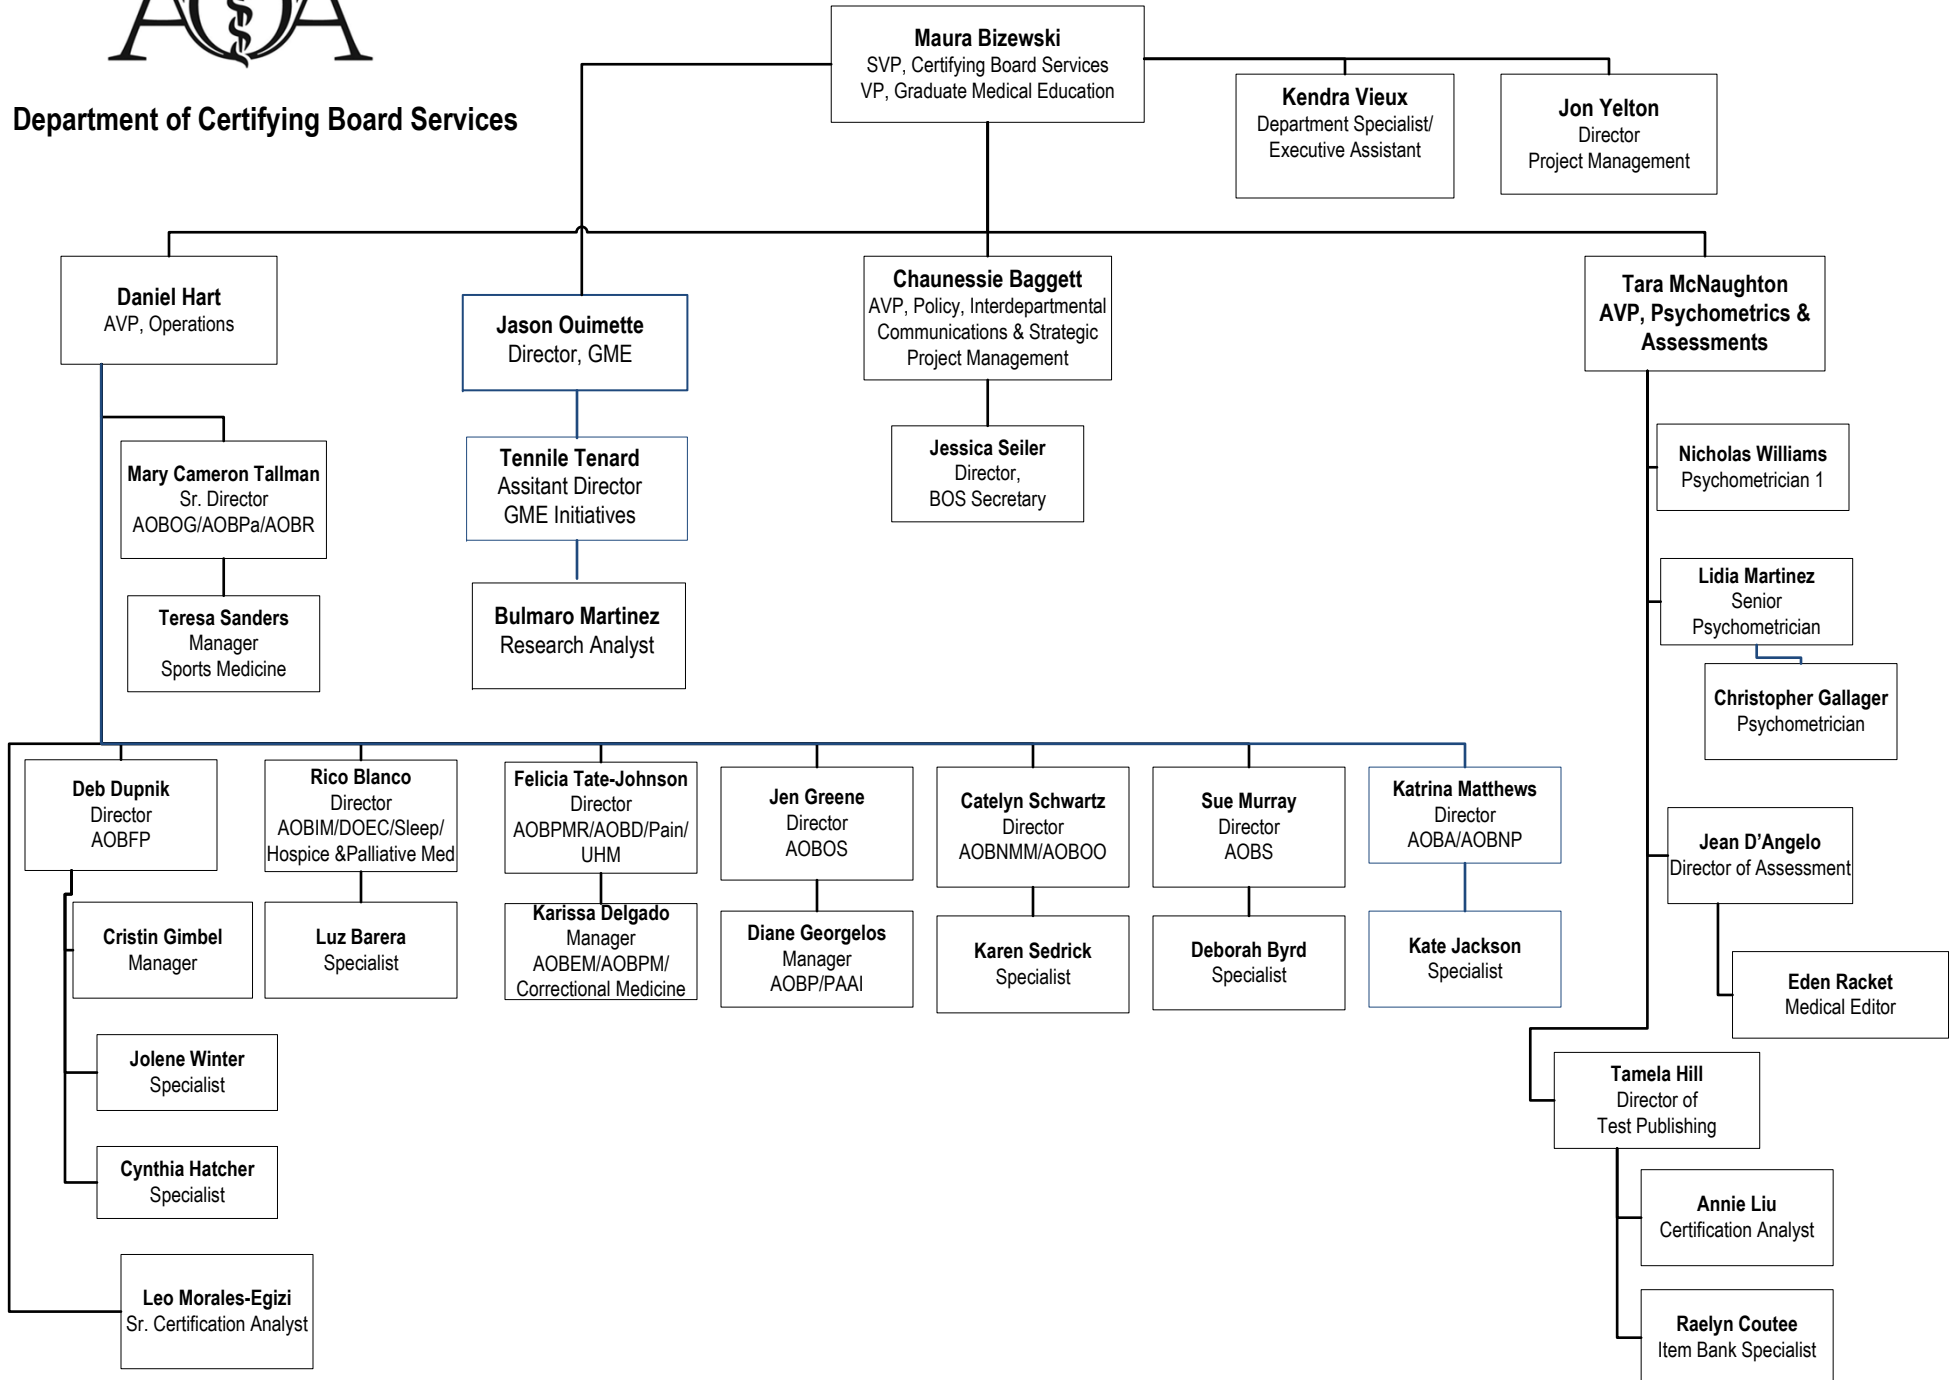 AOA
Department of Certifying Board Services
Maura Bizewski
SVP, Certifying Board Services
VP, Graduate Medical Education
Kendra Vieux
Department Specialist/
Executive Assistant
Jon Yelton
Director
Project Management
Daniel Hart
AVP, Operations
Jason Ouimette
Director, GME
Chaunessie Baggett
AVP, Policy, Interdepartmental
Communications & Strategic
Project Management
Tara McNaughton
AVP, Psychometrics &
Assessments
Mary Cameron Tallman
Sr. Director
AOBOG/AOBPa/AOBR
Tennile Tenard
Assitant Director
GME Initiatives
Jessica Seiler
Director,
BOS Secretary
Nicholas Williams
Psychometrician 1
Teresa Sanders
Manager
Sports Medicine
Bulmaro Martinez
Research Analyst
Lidia Martinez
Senior
Psychometrician
Christopher Gallager
Psychometrician
Deb Dupnik
Director
AOBFP
Rico Blanco
Director
AOBIM/DOEC/Sleep/
Hospice &Palliative Med
Felicia Tate-Johnson
Director
AOBPMR/AOBD/Pain/
UHM
Jen Greene
Director
AOBOS
Catelyn Schwartz
Director
AOBNMM/AOBOO
Sue Murray
Director
AOBS
Katrina Matthews
Director
AOBA/AOBNP
Jean D’Angelo
Director of Assessment
Cristin Gimbel
Manager
Luz Barera
Specialist
Karissa Delgado
Manager
AOBEM/AOBPM/
Correctional Medicine
Diane Georgelos
Manager
AOBP/PAAI
Karen Sedrick
Specialist
Deborah Byrd
Specialist
Kate Jackson
Specialist
Eden Racket
Medical Editor
Jolene Winter
Specialist
Tamela Hill
Director of
Test Publishing
Cynthia Hatcher
Specialist
Annie Liu
Certification Analyst
Leo Morales-Egizi
Sr. Certification Analyst
Raelyn Coutee
Item Bank Specialist